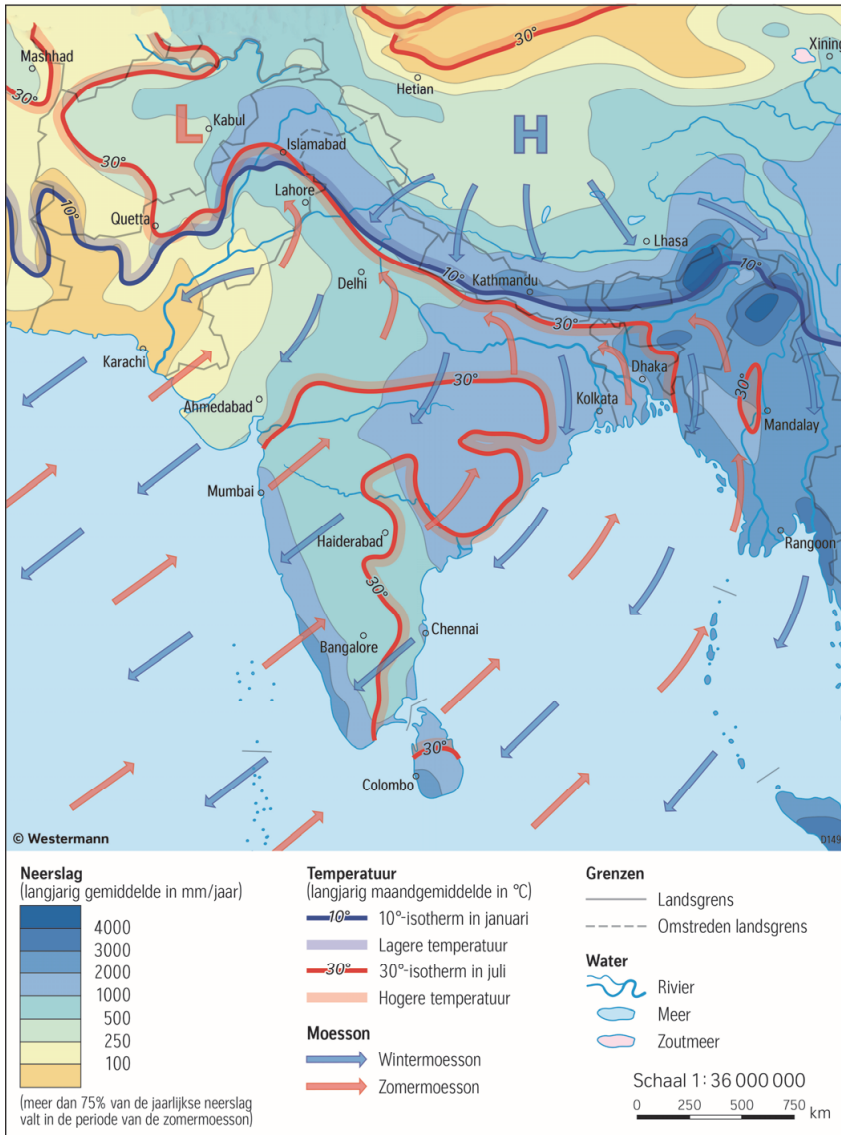 Xining
30°
Mashhad
Hetian
30°
L
H
Kabul
Islamabad
30°
10°
Lahore
Quetta
Lhasa
10°
10°
Kathmandu
Delhi
30°
Karachi
Dhaka
30°
30°
Ahmedabad
Kolkata
Mandalay
Mumbai
Haiderabad
Rangoon
30°
Chennai
Bangalore
30°
Colombo
© Westermann
D149
Neerslag
(langjarig gemiddelde in mm/jaar)
4000
3000
2000
1000
500
250
100
(meer dan 75% van de jaarlijkse neerslag
valt in de periode van de zomermoesson)
Temperatuur
(langjarig maandgemiddelde in °C)
10° 10°-isotherm in januari
Lagere temperatuur
30° 30°-isotherm in juli
Hogere temperatuur
Moesson
Wintermoesson
Zomermoesson
Grenzen
Landsgrens
Omstreden landsgrens
Water
Rivier
Meer
Zoutmeer
Schaal 1 : 36 000 000
0 250 500 750 km